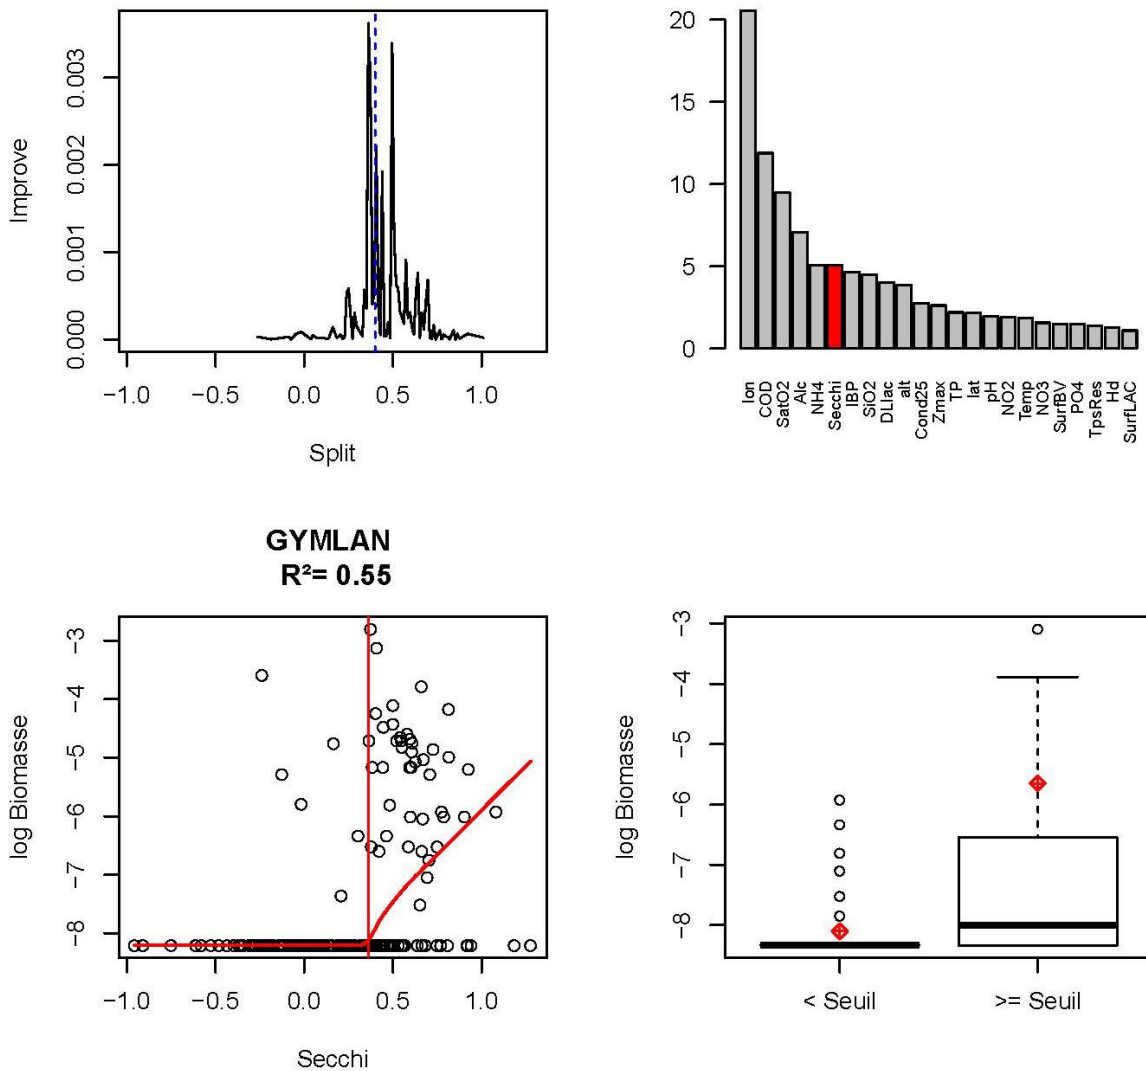 0.003
0.002
0.001
0.000
Improve
−1.0 −0.5 0.0 0.5 1.0
Split
20
15
10
5
0
lon COD SatO2 Alc NH4 Secchi IBP SiO2 DLlac alt Cond25 Zmax TP lat pH NO2 Temp NO3 SurfBV PO4 TpsRes Hd SurfLAC
GYMLAN
R²= 0.55
−3
−4
−5
−6
−7
−8
log Biomasse
−1.0 −0.5 0.0 0.5 1.0
Secchi
−3
−4
−5
−6
−7
−8
log Biomasse
< Seuil >= Seuil